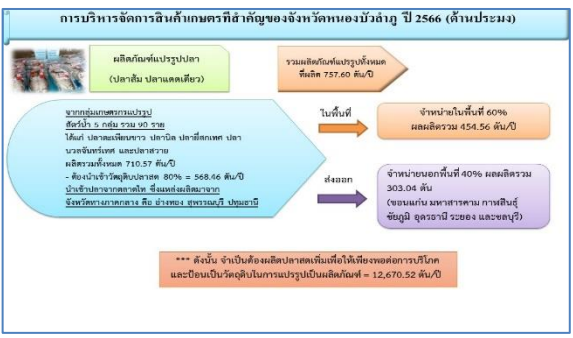 การบริหารจัดการสินค้าเกษตรที่สำคัญของจังหวัดหนองบัวลำภู ปี 2566 (ด้านประมง)
ผลิตภัณฑ์แปรรูปปลา
(ปลาส้ม ปลาแดดเดียว)
รวมผลิตภัณฑ์แปรรูปทั้งหมด
ที่ผลิต 757.60 ตัน/ปี
จากกลุ่มเกษตรกรแปรรูป
สัตว์น้ำ 5 กลุ่ม รวม 90 ราย
ได้แก่ ปลาตะเพียนขาว ปลานิล ปลายี่สกเทศ ปลา
นวลจันทร์เทศ และปลาสวาย
ผลิตรวมทั้งหมด 710.57 ตัน/ปี
- ต้องนำเข้าวัตถุดิบปลาสด 80% = 568.46 ตัน/ปี
นำเข้าปลาจากตลาดไท ซึ่งแหล่งผลิตมาจาก
จังหวัดทางภาคกลาง คือ อ่างทอง สุพรรณบุรี ปทุมธานี
ในพื้นที่
จำหน่ายในพื้นที่ 60%
ผลผลิตรวม 454.56 ตัน/ปี
ส่งออก
จำหน่ายนอกพื้นที่ 40% ผลผลิตรวม
303.04 ตัน
(ขอนแก่น มหาสารคาม กาฬสินธุ์
ชัยภูมิ อุดรธานี ระยอง และชลบุรี)
*** ดังนั้น จำเป็นต้องผลิตปลาสดเพิ่มเพื่อให้เพียงพอต่อการบริโภค
และป้อนเป็นวัตถุดิบในการแปรรูปเป็นผลิตภัณฑ์ = 12,670.52 ตัน/ปี